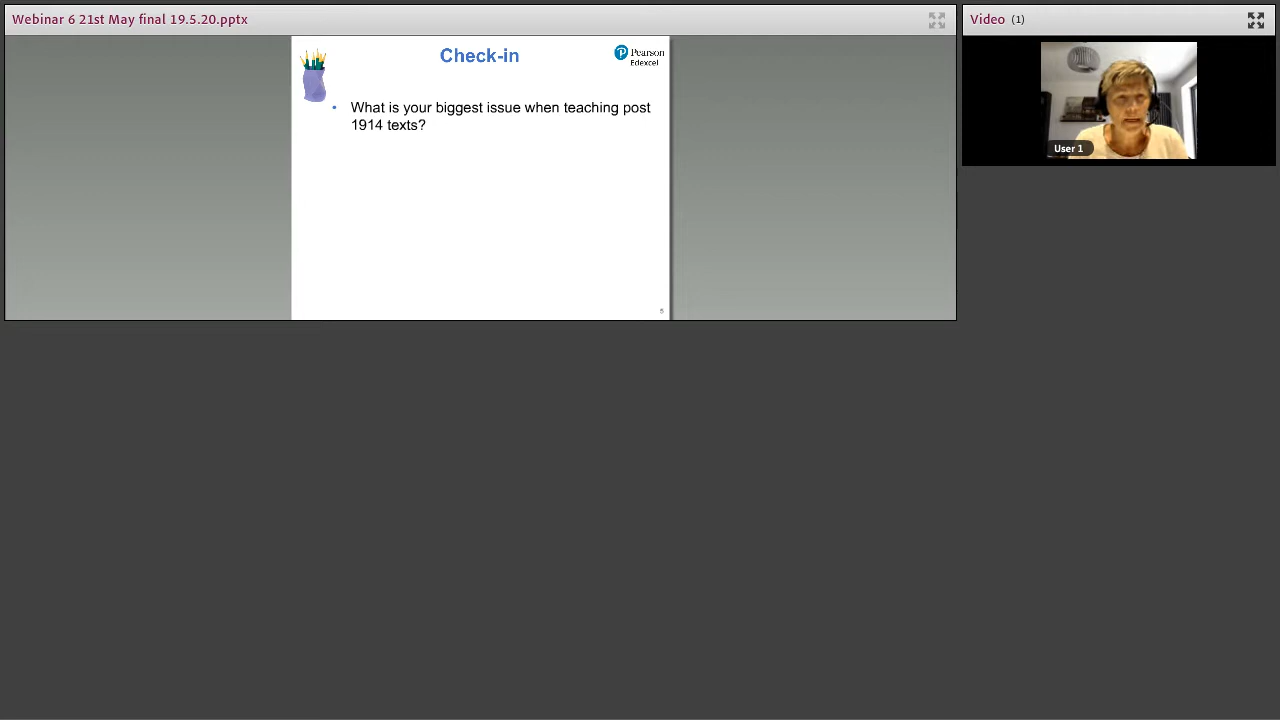 Webinar 6 21st May final 19.5.20.pptx
Video (1)
Check-in
Pearson
Edexcel
• What is your biggest issue when teaching post
1914 texts?
User 1
5